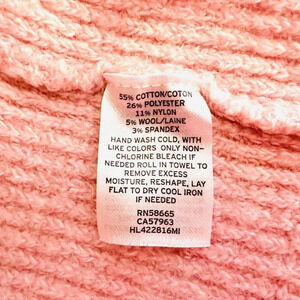 55% COTTON/COTON
26% POLYESTER
11% NYLON
5% WOOL/LAINE
3% SPANDEX
HAND WASH COLD, WITH
LIKE COLORS ONLY NON-
CHLORINE BLEACH IF
NEEDED ROLL IN TOWEL TO
REMOVE EXCESS
MOISTURE, RESHAPE, LAY
FLAT TO DRY COOL IRON
IF NEEDED
RN58665
CA57963
HL422816MI